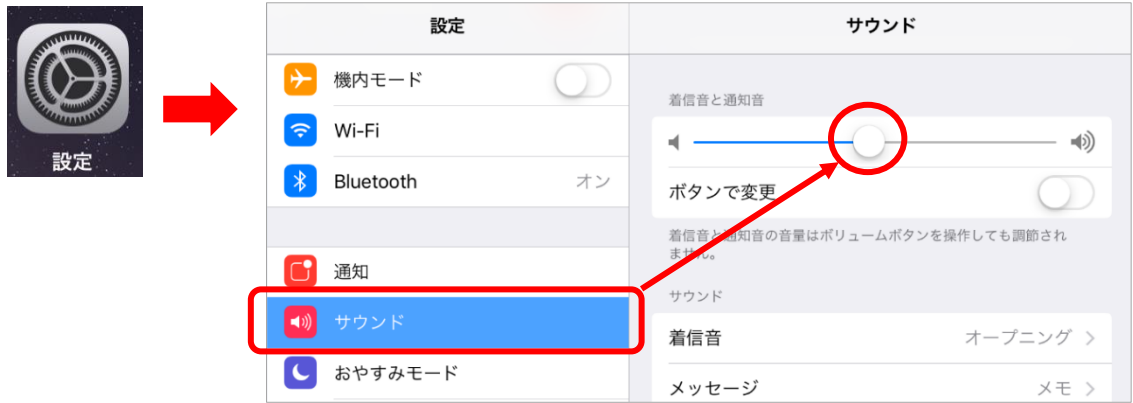 設定
設定
機内モード
Wi-Fi
Bluetooth
オン
通知
サウンド
おやすみモード
サウンド
着信音と通知音
ボタンで変更
着信音と通知音の音量はボリュームボタンを操作しても調節され
ません。
サウンド
着信音
オープニング
メッセージ
メモ